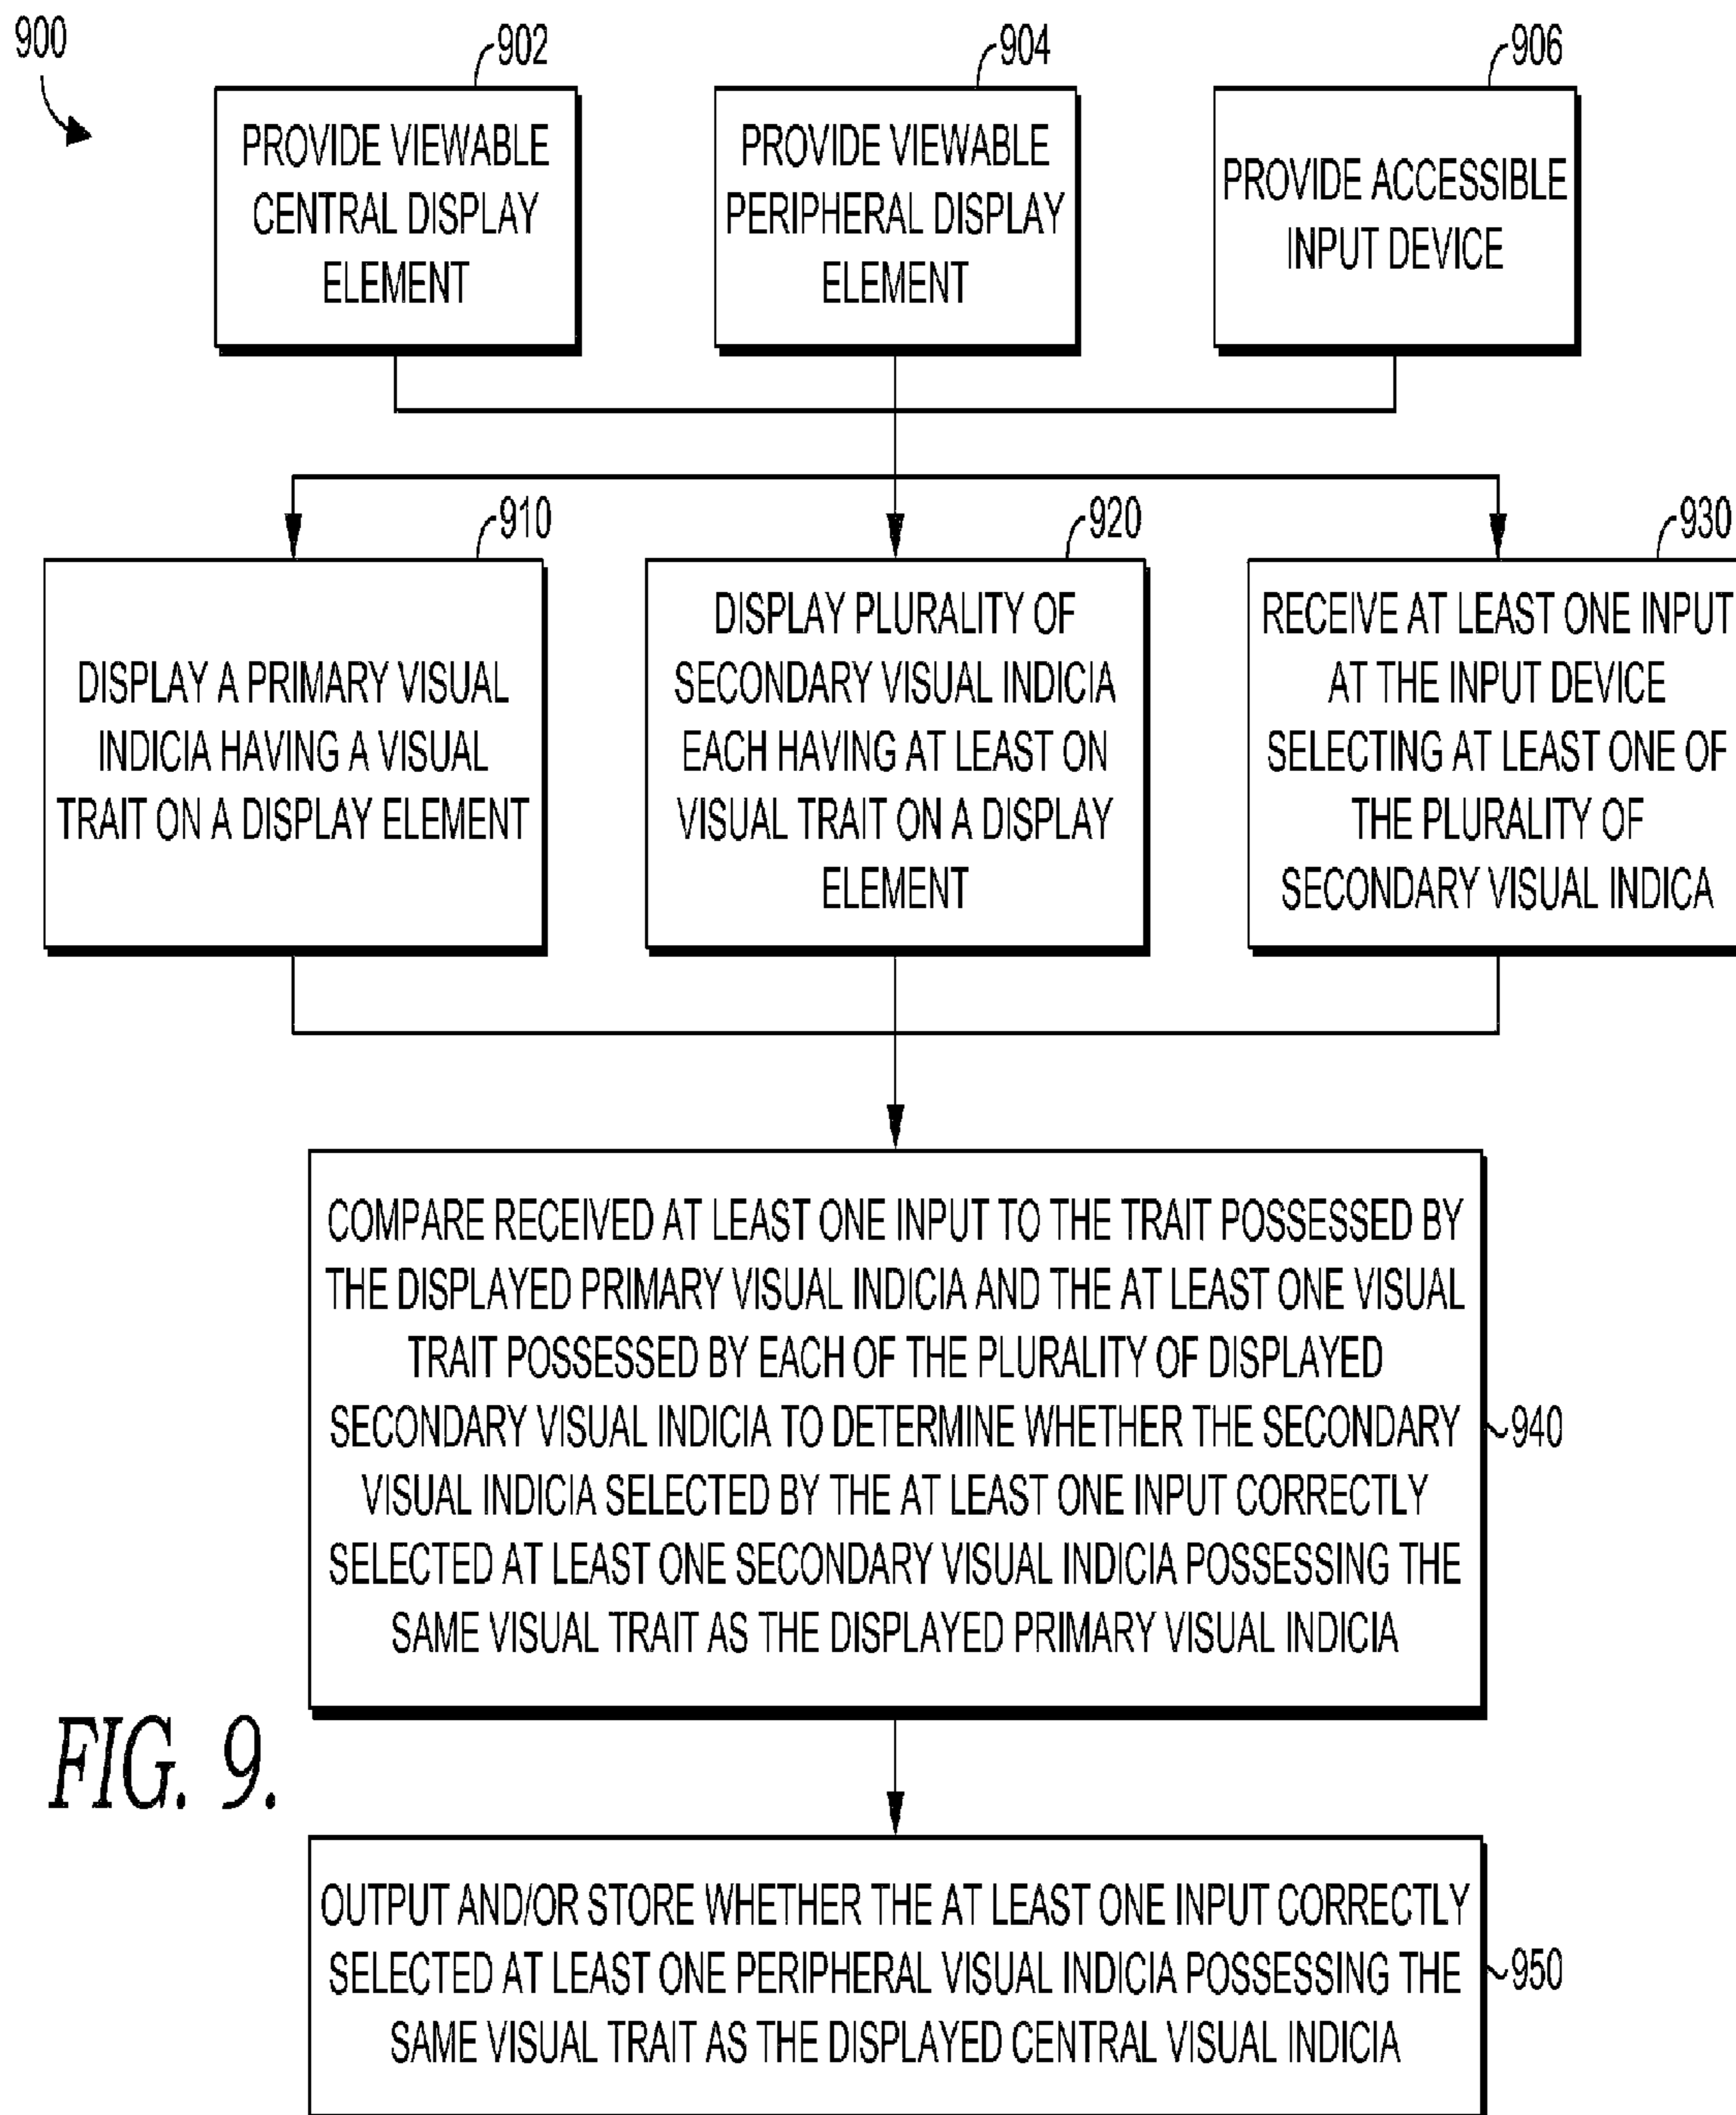 900
902
PROVIDE VIEWABLE
CENTRAL DISPLAY
ELEMENT
904
PROVIDE VIEWABLE
PERIPHERAL DISPLAY
ELEMENT
906
PROVIDE ACCESSIBLE
INPUT DEVICE
910
DISPLAY A PRIMARY VISUAL
INDICIA HAVING A VISUAL
TRAIT ON A DISPLAY ELEMENT
920
DISPLAY PLURALITY OF
SECONDARY VISUAL INDICIA
EACH HAVING AT LEAST ON
VISUAL TRAIT ON A DISPLAY
ELEMENT
930
RECEIVE AT LEAST ONE INPUT
AT THE INPUT DEVICE
SELECTING AT LEAST ONE OF
THE PLURALITY OF
SECONDARY VISUAL INDICA
COMPARE RECEIVED AT LEAST ONE INPUT TO THE TRAIT POSSESSED BY
THE DISPLAYED PRIMARY VISUAL INDICIA AND THE AT LEAST ONE VISUAL
TRAIT POSSESSED BY EACH OF THE PLURALITY OF DISPLAYED
SECONDARY VISUAL INDICIA TO DETERMINE WHETHER THE SECONDARY
VISUAL INDICIA SELECTED BY THE AT LEAST ONE INPUT CORRECTLY
SELECTED AT LEAST ONE SECONDARY VISUAL INDICIA POSSESSING THE
SAME VISUAL TRAIT AS THE DISPLAYED PRIMARY VISUAL INDICIA
940
FIG. 9.
OUTPUT AND/OR STORE WHETHER THE AT LEAST ONE INPUT CORRECTLY
SELECTED AT LEAST ONE PERIPHERAL VISUAL INDICIA POSSESSING THE
SAME VISUAL TRAIT AS THE DISPLAYED CENTRAL VISUAL INDICIA
950